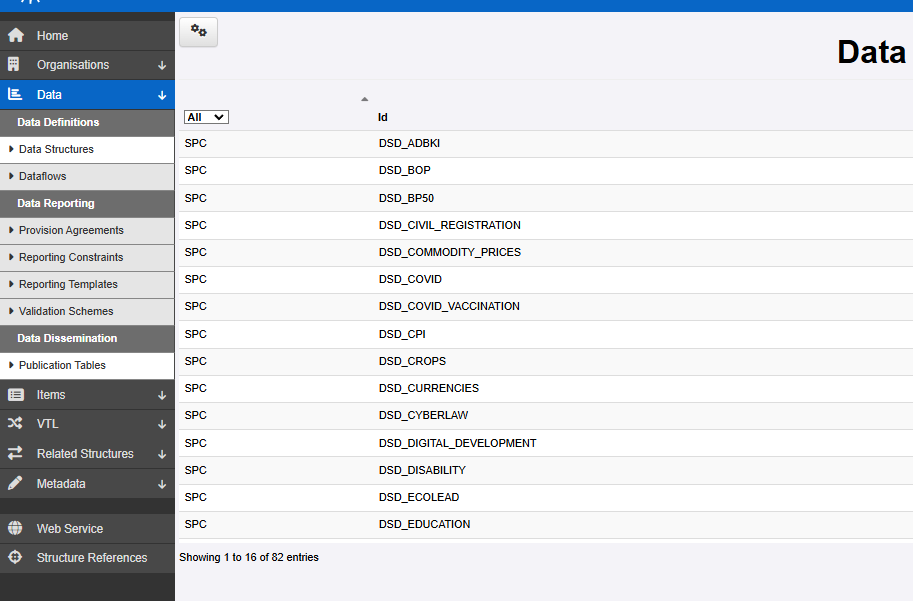 Home
Organisations
Data
Data Definitions
Data Structures
Dataflows
Data Reporting
Provision Agreements
Reporting Constraints
Reporting Templates
Validation Schemes
Data Dissemination
Publication Tables
Items
VTL
Related Structures
Metadata
Web Service
Structure References
Data
All Id
SPC DSD_ADBKI
SPC DSD_BOP
SPC DSD_BP50
SPC DSD_CIVIL_REGISTRATION
SPC DSD_COMMODITY_PRICES
SPC DSD_COVID
SPC DSD_COVID_VACCINATION
SPC DSD_CPI
SPC DSD_CROPS
SPC DSD_CURRENCIES
SPC DSD_CYBERLAW
SPC DSD_DIGITAL_DEVELOPMENT
SPC DSD_DISABILITY
SPC DSD_ECOLEAD
SPC DSD_EDUCATION
Showing 1 to 16 of 82 entries